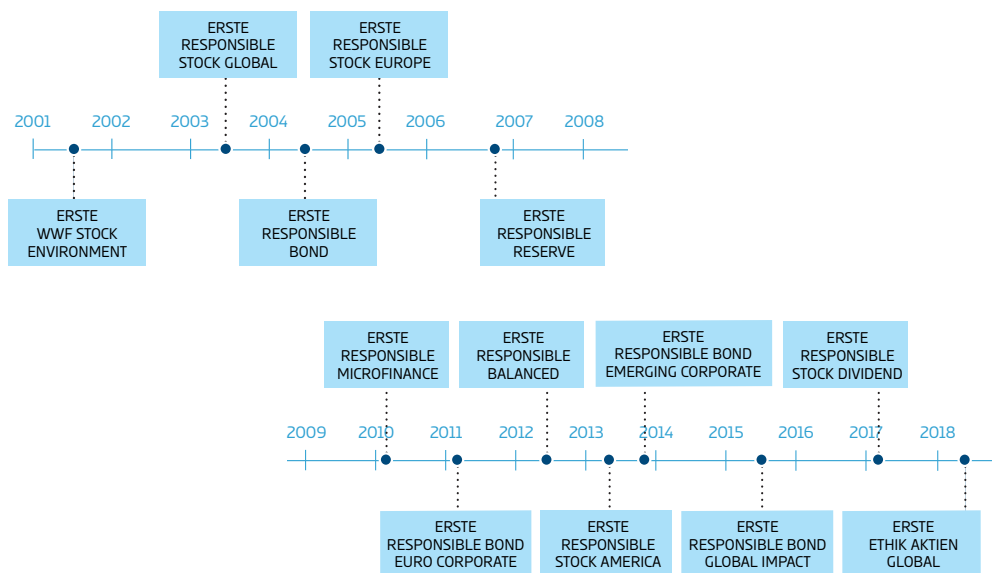 ERSTE
RESPONSIBLE
STOCK GLOBAL
ERSTE
RESPONSIBLE
STOCK EUROPE
2001 2002 2003 2004 2005 2006 2007 2008
ERSTE
WWF STOCK
ENVIRONMENT
ERSTE
RESPONSIBLE
BOND
ERSTE
RESPONSIBLE
RESERVE
ERSTE
RESPONSIBLE
MICROFINANCE
ERSTE
RESPONSIBLE
BALANCED
ERSTE
RESPONSIBLE BOND
EMERGING CORPORATE
ERSTE
RESPONSIBLE
STOCK DIVIDEND
2009 2010 2011 2012 2013 2014 2015 2016 2017 2018
ERSTE
RESPONSIBLE BOND
EURO CORPORATE
ERSTE
RESPONSIBLE
STOCK AMERICA
ERSTE
RESPONSIBLE BOND
GLOBAL IMPACT
ERSTE
ETHIK AKTIEN
GLOBAL